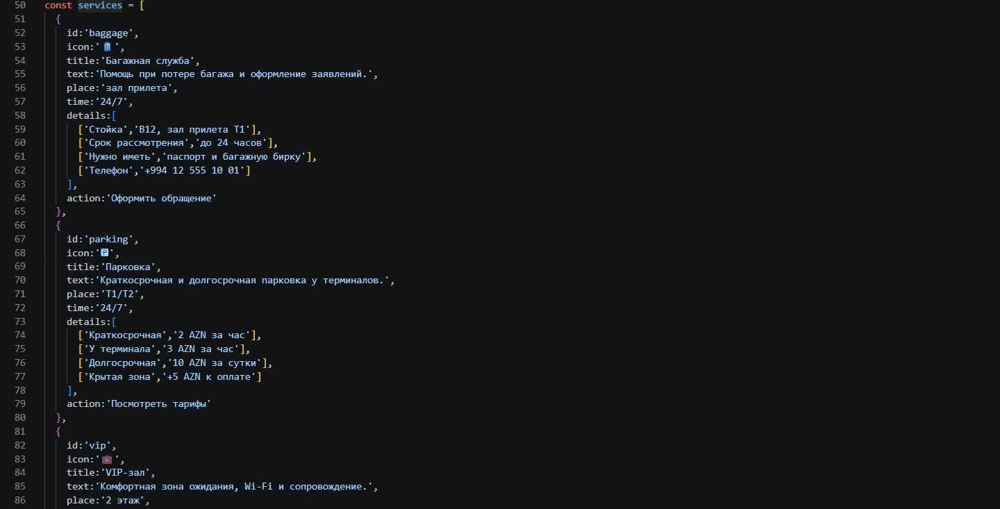 50 const services = [
51 {
52 id:'baggage',
53 icon:'🧳',
54 title:'Багажная служба',
55 text:'Помощь при потере багажа и оформление заявлений.',
56 place:'зал прилета',
57 time:'24/7',
58 details:[
59 ['Стойка','B12, зал прилета T1'],
60 ['Срок рассмотрения','до 24 часов'],
61 ['Нужно иметь','паспорт и багажную бирку'],
62 ['Телефон','+994 12 555 10 01']
63 ],
64 action:'Оформить обращение'
65 },
66 {
67 id:'parking',
68 icon:'🅿',
69 title:'Парковка',
70 text:'Краткосрочная и долгосрочная парковка у терминалов.',
71 place:'T1/T2',
72 time:'24/7',
73 details:[
74 ['Краткосрочная','2 AZN за час'],
75 ['У терминала','3 AZN за час'],
76 ['Долгосрочная','10 AZN за сутки'],
77 ['Крытая зона','+5 AZN к оплате']
78 ],
79 action:'Посмотреть тарифы'
80 },
81 {
82 id:'vip',
83 icon:'💼',
84 title:'VIP-зал',
85 text:'Комфортная зона ожидания, Wi-Fi и сопровождение.',
86 place:'2 этаж',